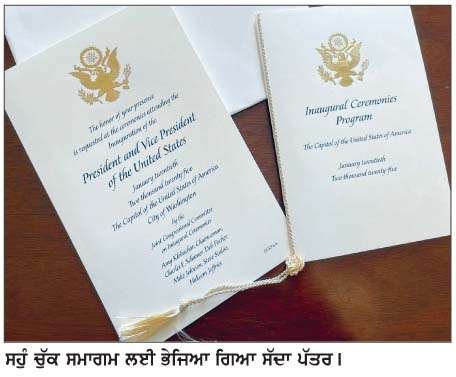 The honor of your presence
is requested at the ceremonies attending the
Inauguration of the
President and Vice President
of the United States
January twentieth
Two thousand twenty-five
The Capitol of the United States of America
City of Washington
by the
Joint Congressional Committee
on Inaugural Ceremonies
Amy Klobuchar, Chairwoman
Charles E. Schumer, Deb Fischer,
Mike Johnson, Steve Scalise,
Hakeem Jeffries
Inaugural Ceremonies
Program
The Capitol of the United States of America
January twentieth
Two thousand twenty-five
ਸਹੁੰ ਚੁੱਕ ਸਮਾਗਮ ਲਈ ਭੇਜਿਆ ਗਿਆ ਸੱਦਾ ਪੱਤਰ।